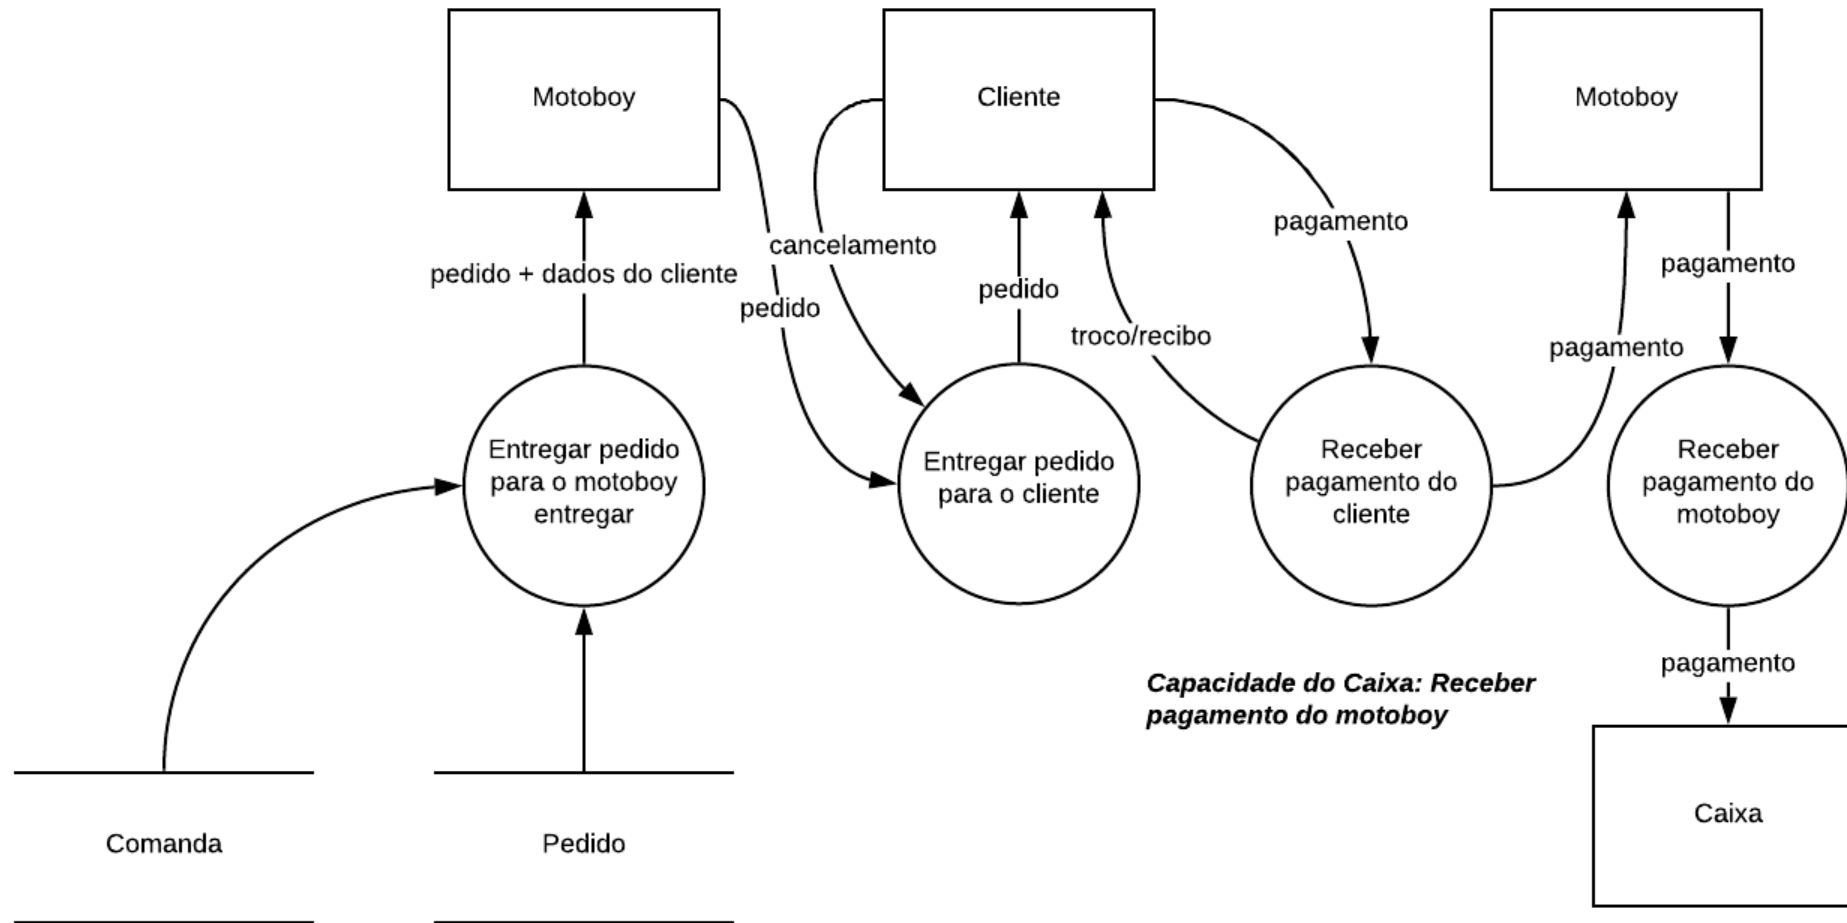 Motoboy
Cliente
Motoboy
pagamento
cancelamento
pagamento
pedido + dados do cliente
pedido
pedido
troco/recibo
pagamento
Entregar pedido
para o motoboy
entregar
Entregar pedido
para o cliente
Receber
pagamento do
cliente
Receber
pagamento do
motoboy
pagamento
Capacidade do Caixa: Receber
pagamento do motoboy
Comanda
Pedido
Caixa